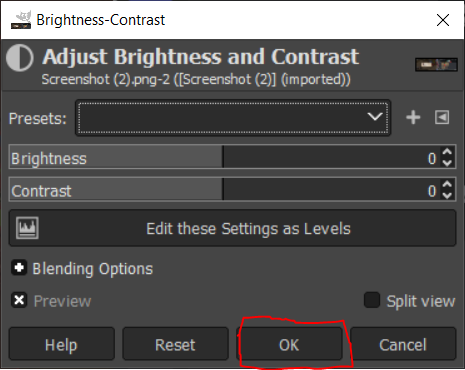 Brightness-Contrast
Adjust Brightness and Contrast
Screenshot (2).png-2 ([Screenshot (2)] (imported))
Presets:
Brightness 0
Contrast 0
Edit these Settings as Levels
Blending Options
Preview Split view
Help Reset OK Cancel